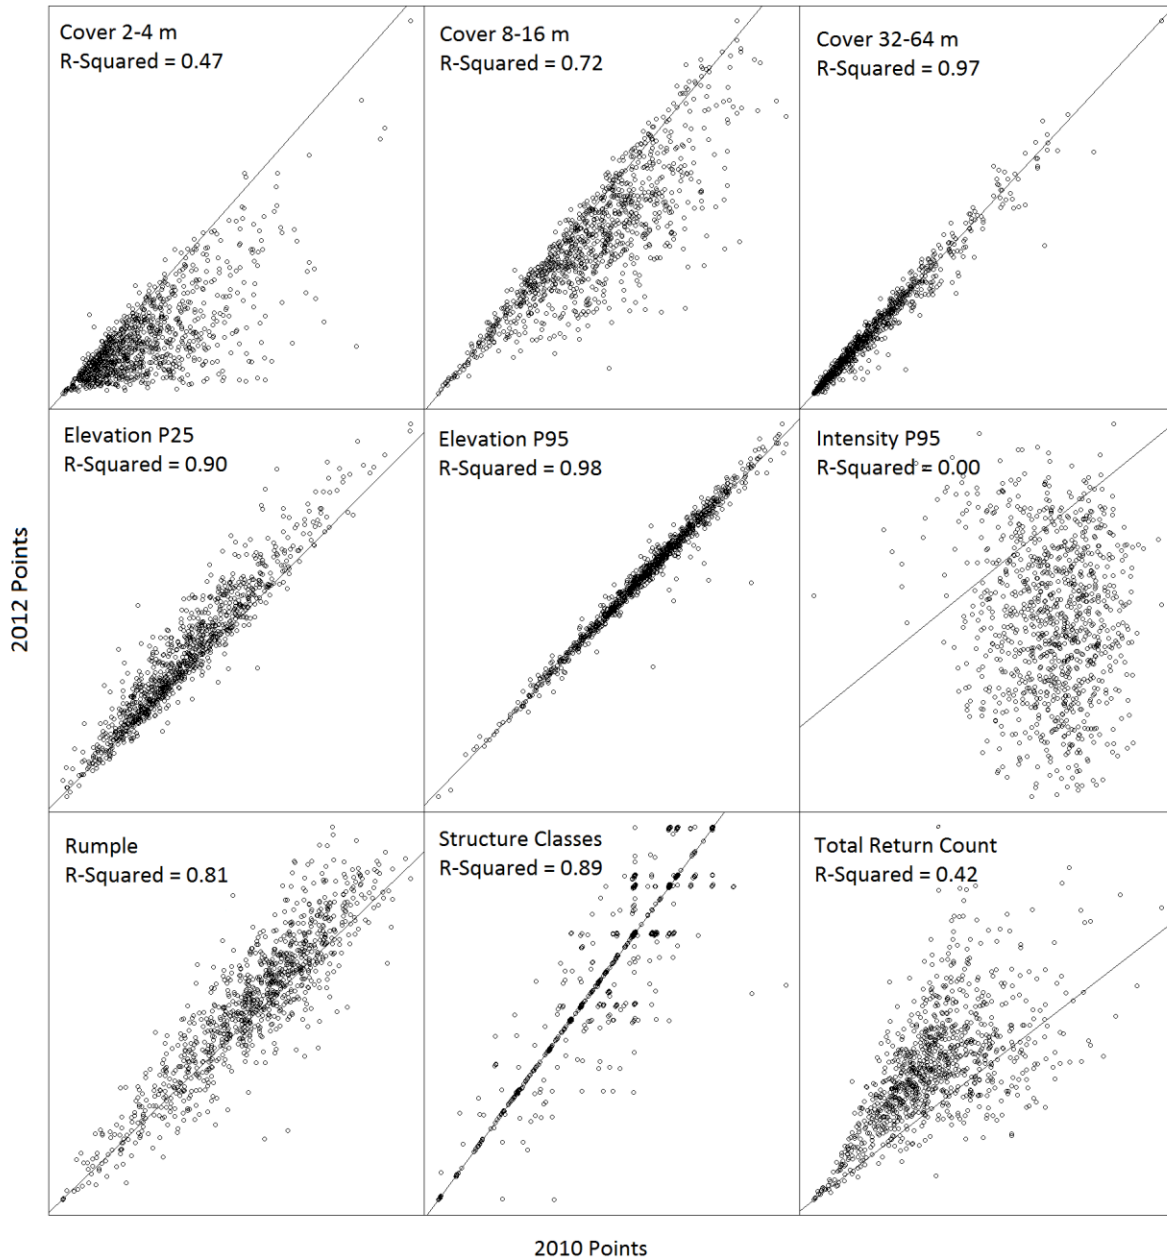 Cover 2-4 m
R-Squared = 0.47
Cover 8-16 m
R-Squared = 0.72
Cover 32-64 m
R-Squared = 0.97
Elevation P25
R-Squared = 0.90
Elevation P95
R-Squared = 0.98
Intensity P95
R-Squared = 0.00
2012 Points
Rumple
R-Squared = 0.81
Structure Classes
R-Squared = 0.89
Total Return Count
R-Squared = 0.42
2010 Points